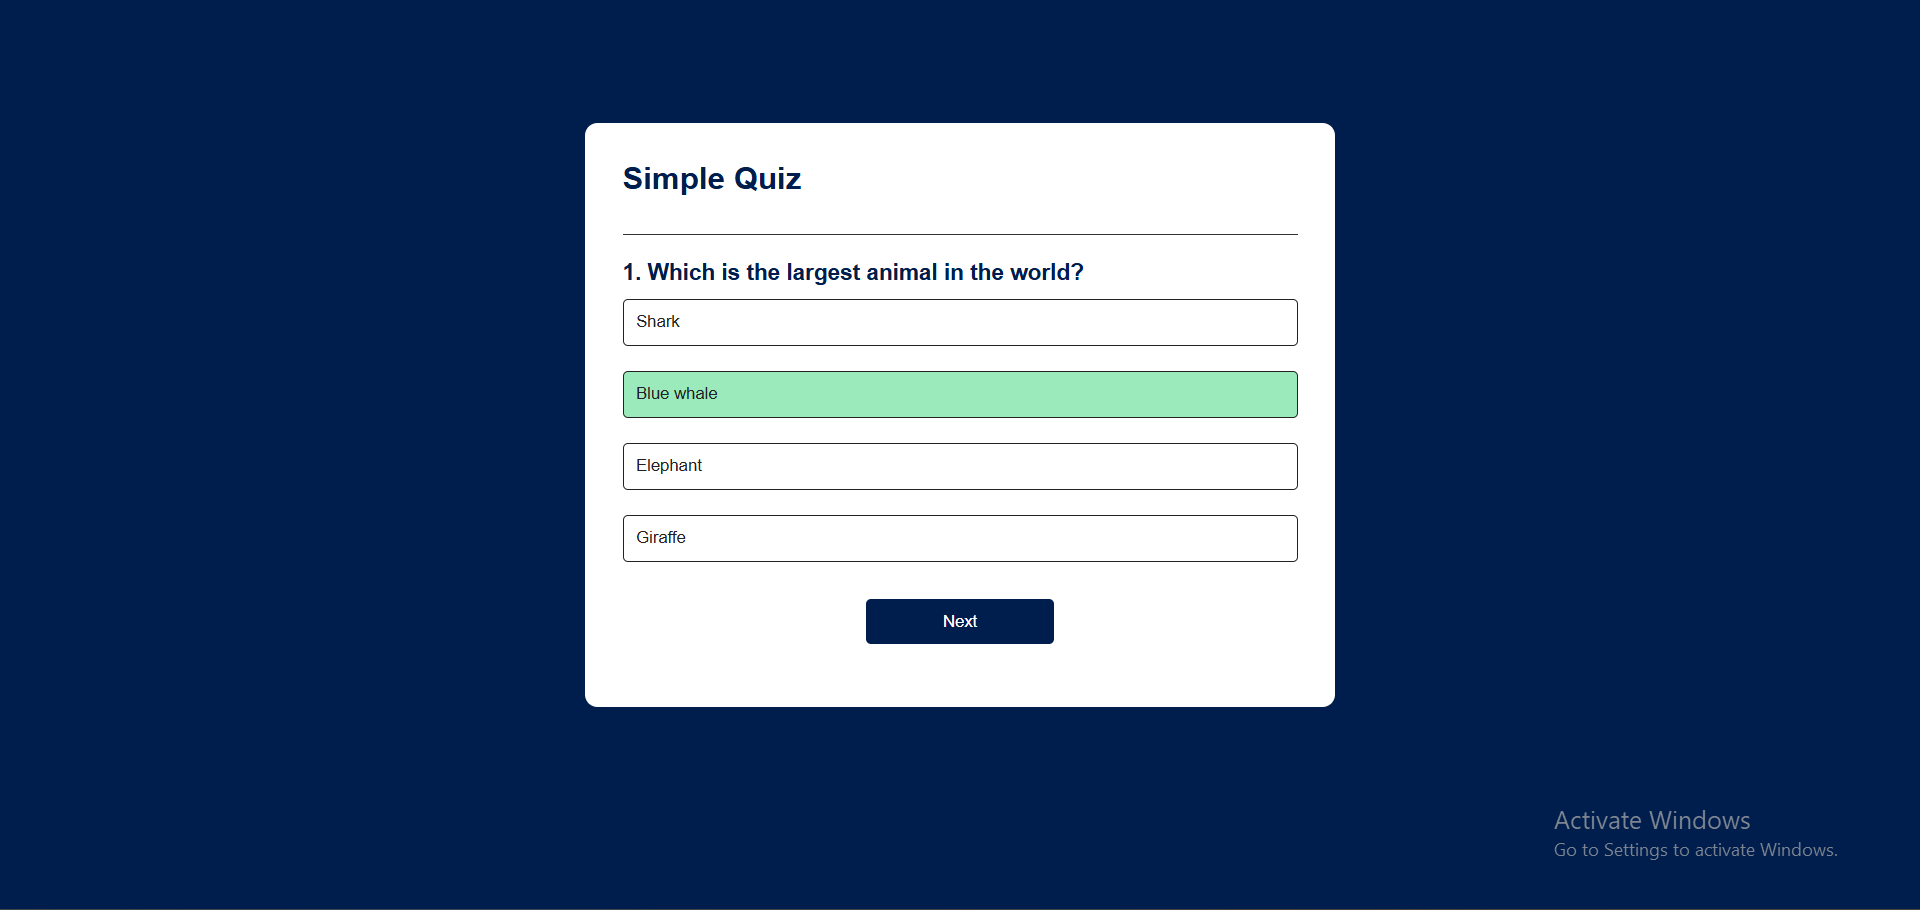 Simple Quiz
1. Which is the largest animal in the world?
Shark
Blue whale
Elephant
Giraffe
Next
Activate Windows
Go to Settings to activate Windows.